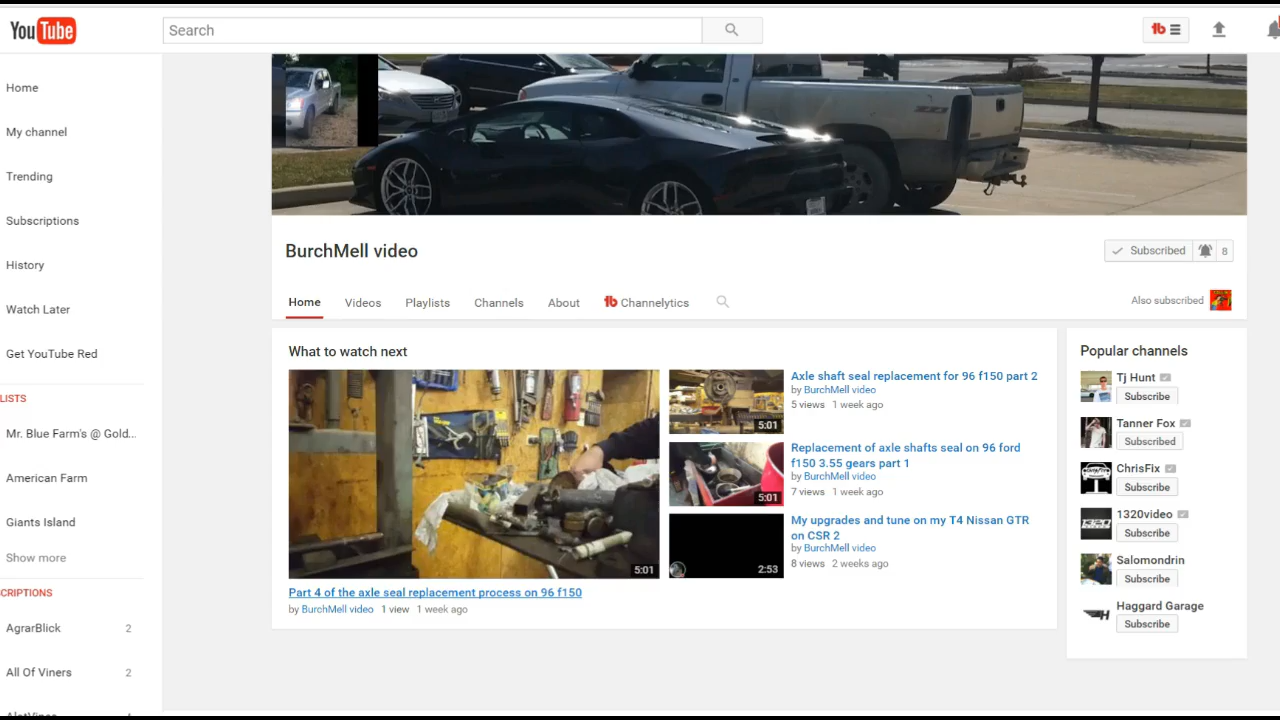 YouTube
Search
Home
My channel
Trending
Subscriptions
History
Watch Later
Get YouTube Red
LISTS
Mr. Blue Farm's @ Gold...
American Farm
Giants Island
Show more
CRIPTIONS
AgrarBlick 2
All Of Viners 2
BurchMell video
Subscribed 8
Home Videos Playlists Channels About Channelytics
Also subscribed
What to watch next
5:01
Part 4 of the axle seal replacement process on 96 f150
by BurchMell video 1 view 1 week ago
5:01
Axle shaft seal replacement for 96 f150 part 2
by BurchMell video
5 views 1 week ago
5:01
Replacement of axle shafts seal on 96 ford
f150 3.55 gears part 1
by BurchMell video
7 views 1 week ago
2:53
My upgrades and tune on my T4 Nissan GTR
on CSR 2
by BurchMell video
8 views 2 weeks ago
Popular channels
Tj Hunt
Subscribe
Tanner Fox
Subscribed
ChrisFix
Subscribe
1320video
Subscribe
Salomondrin
Subscribe
Haggard Garage
Subscribe